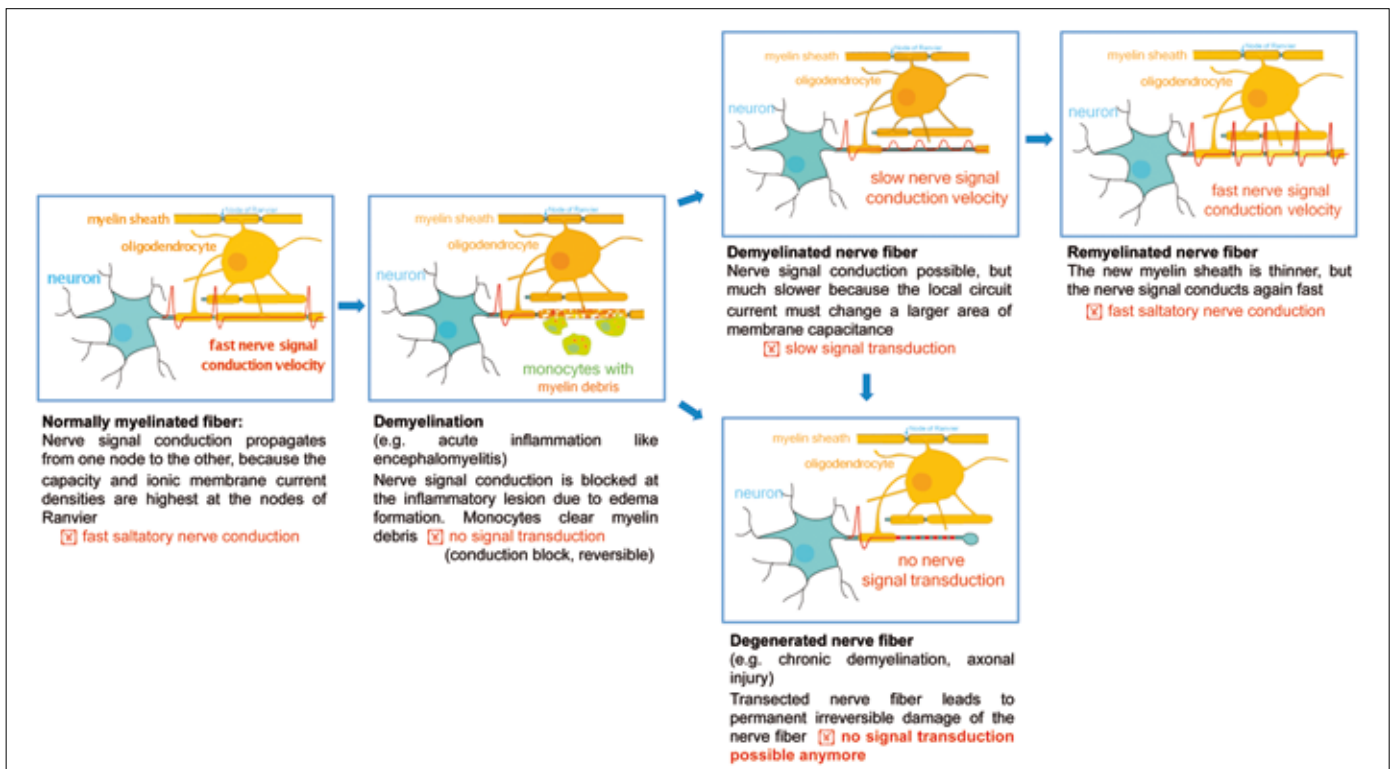 myelin sheath
Node of Ranvier
oligodendrocyte
neuron
fast nerve signal
conduction velocity
Normally myelinated fiber:
Nerve signal conduction propagates
from one node to the other, because the
capacity and ionic membrane current
densities are highest at the nodes of
Ranvier
fast saltatory nerve conduction
myelin sheath
Node of Ranvier
oligodendrocyte
neuron
monocytes with
myelin debris
Demyelination
(e.g. acute inflammation like
encephalomyelitis)
Nerve signal conduction is blocked at
the inflammatory lesion due to edema
formation. Monocytes clear myelin
debris no signal transduction
(conduction block, reversible)
myelin sheath
Node of Ranvier
oligodendrocyte
neuron
slow nerve signal
conduction velocity
Demyelinated nerve fiber
Nerve signal conduction possible, but
much slower because the local circuit
current must change a larger area of
membrane capacitance
slow signal transduction
myelin sheath
Node of Ranvier
oligodendrocyte
neuron
fast nerve signal
conduction velocity
Remyelinated nerve fiber
The new myelin sheath is thinner, but
the nerve signal conducts again fast
fast saltatory nerve conduction
myelin sheath
Node of Ranvier
oligodendrocyte
neuron
no nerve
signal transduction
Degenerated nerve fiber
(e.g. chronic demyelination, axonal
injury)
Transected nerve fiber leads to
permanent irreversible damage of the
nerve fiber no signal transduction
possible anymore